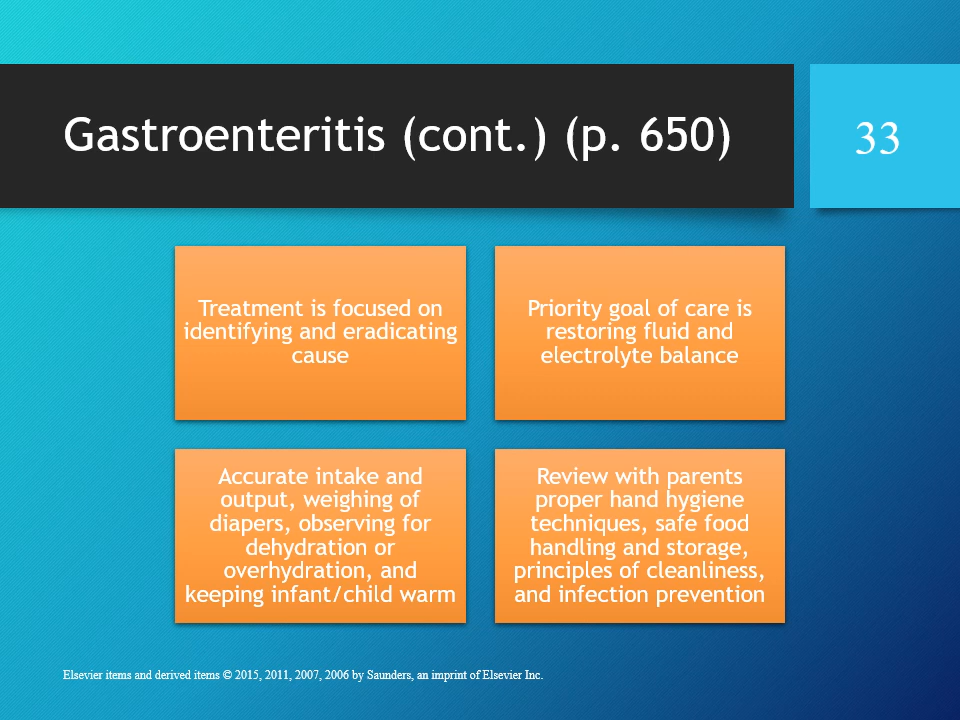 Gastroenteritis (cont.) (p. 650)
33
Treatment is focused on
identifying and eradicating
cause
Priority goal of care is
restoring fluid and
electrolyte balance
Accurate intake and
output, weighing of
diapers, observing for
dehydration or
overhydration, and
keeping infant/child warm
Review with parents
proper hand hygiene
techniques, safe food
handling and storage,
principles of cleanliness,
and infection prevention
Elsevier items and derived items © 2015, 2011, 2007, 2006 by Saunders, an imprint of Elsevier Inc.